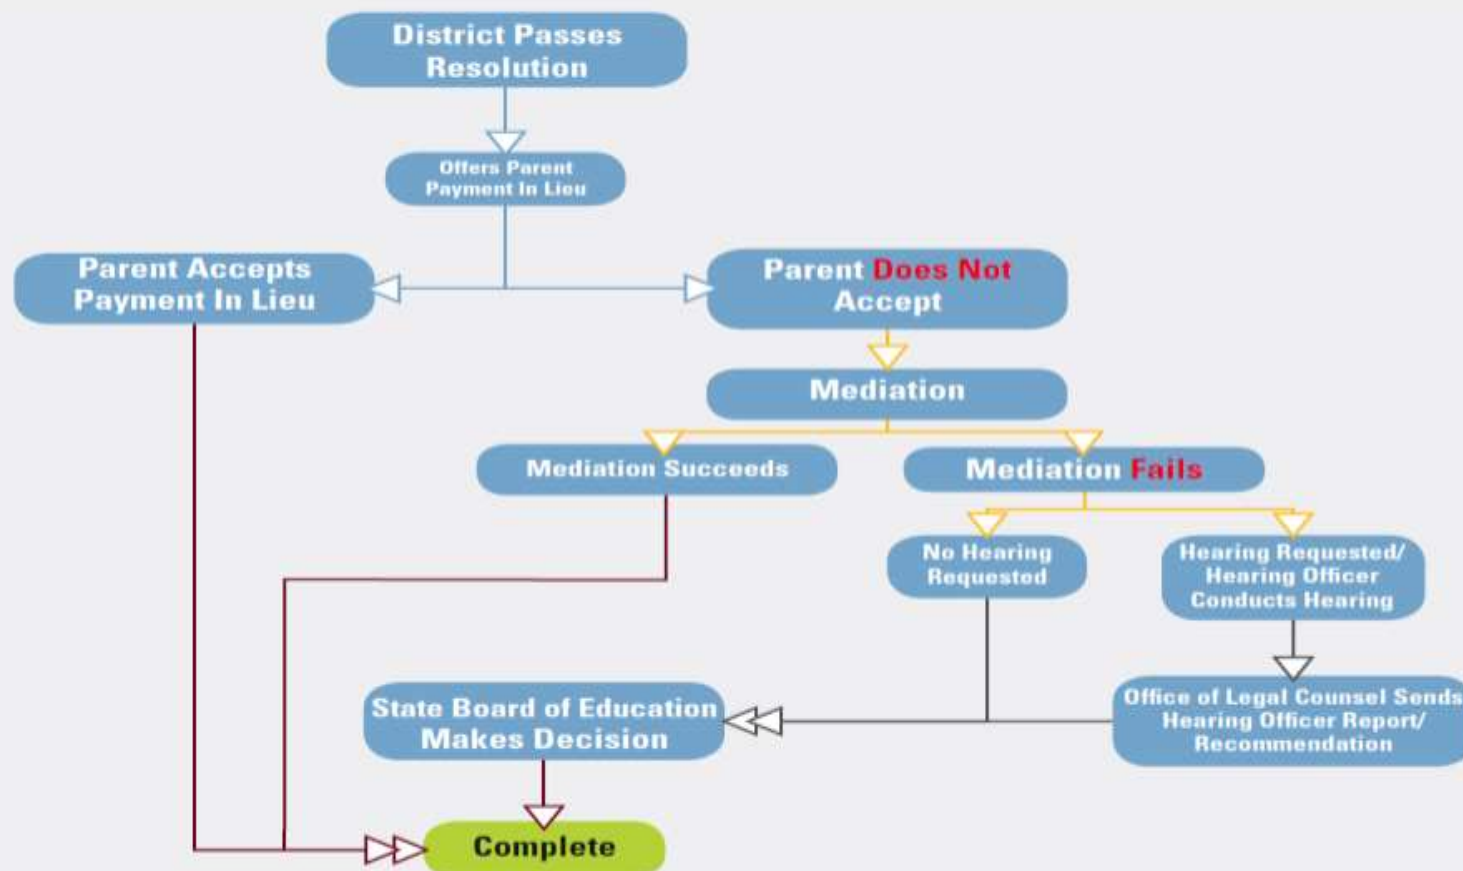 District Passes
Resolution
Offers Parent
Payment In Lieu
Parent Accepts
Payment In Lieu
Parent Does Not
Accept
Mediation
Mediation Succeeds
Mediation Fails
No Hearing
Requested
Hearing Requested/
Hearing Officer
Conducts Hearing
State Board of Education
Makes Decision
Office of Legal Counsel Sends
Hearing Officer Report/
Recommendation
Complete